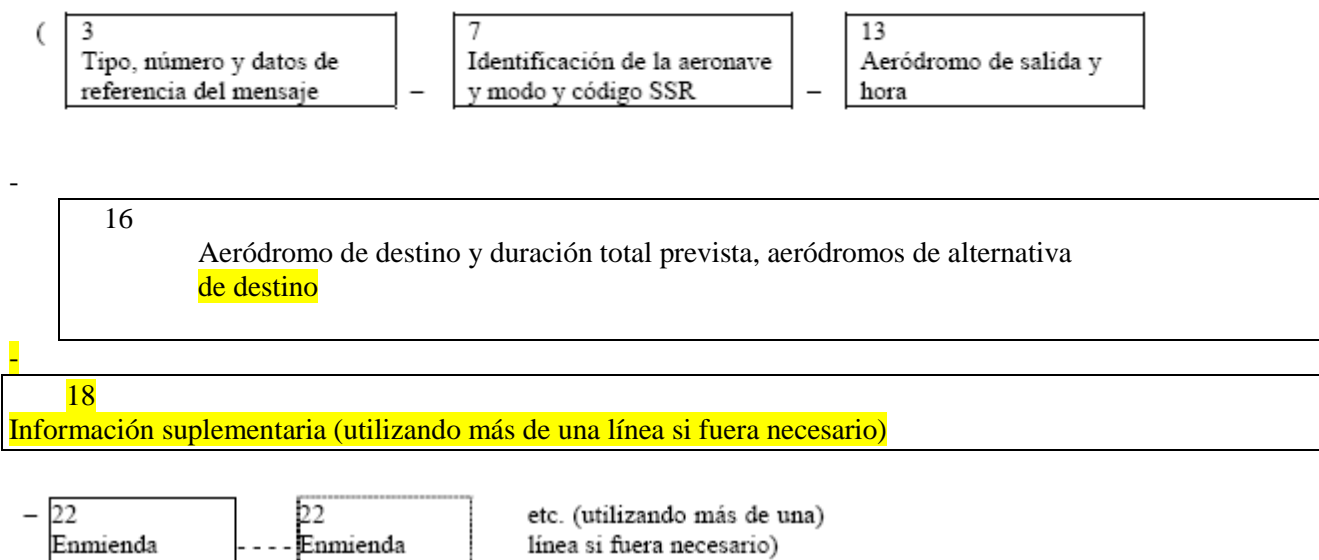 ( 3 7 13
Tipo, número y datos de Identificación de la aeronave Aeródromo de salida y
referencia del mensaje – y modo y código SSR – hora
-
16
Aeródromo de destino y duración total prevista, aeródromos de alternativa
de destino
-
18
Información suplementaria (utilizando más de una línea si fuera necesario)
– 22 22 etc. (utilizando más de una)
Enmienda - - - - Enmienda línea si fuera necesario)